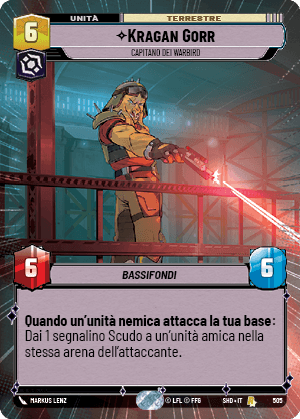 6
UNITÀ
TERRESTRE
✧KRAGAN GORR
CAPITANO DEI WARBIRD
6
BASSIFONDI
6
Quando un'unità nemica attacca la tua base:
Dai 1 segnalino Scudo a un'unità amica nella
stessa arena dell'attaccante.
MARKUS LENZ
© LFL © FFG
SHD • IT
505